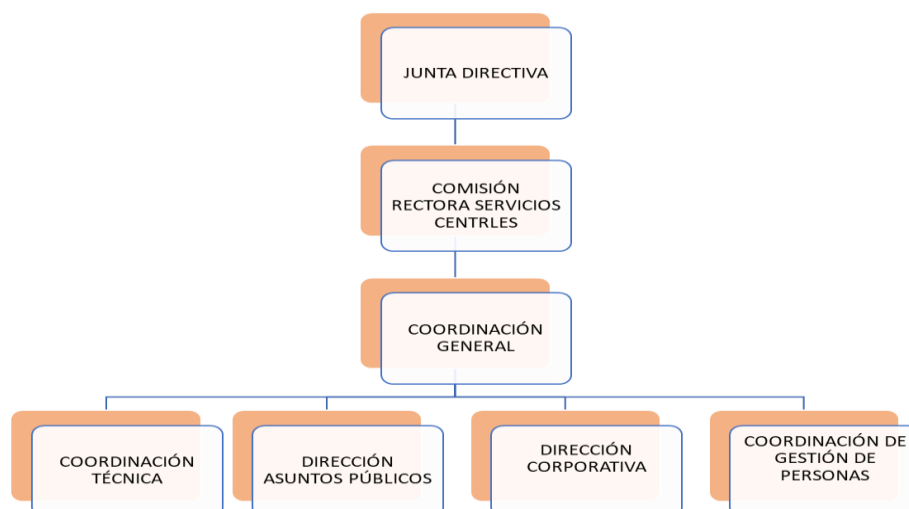 JUNTA DIRECTIVA
COMISIÓN
RECTORA SERVICIOS
CENTRLES
COORDINACIÓN
GENERAL
COORDINACIÓN
TÉCNICA
DIRECCIÓN
ASUNTOS PÚBLICOS
DIRECCIÓN
CORPORATIVA
COORDINACIÓN DE
GESTIÓN DE
PERSONAS